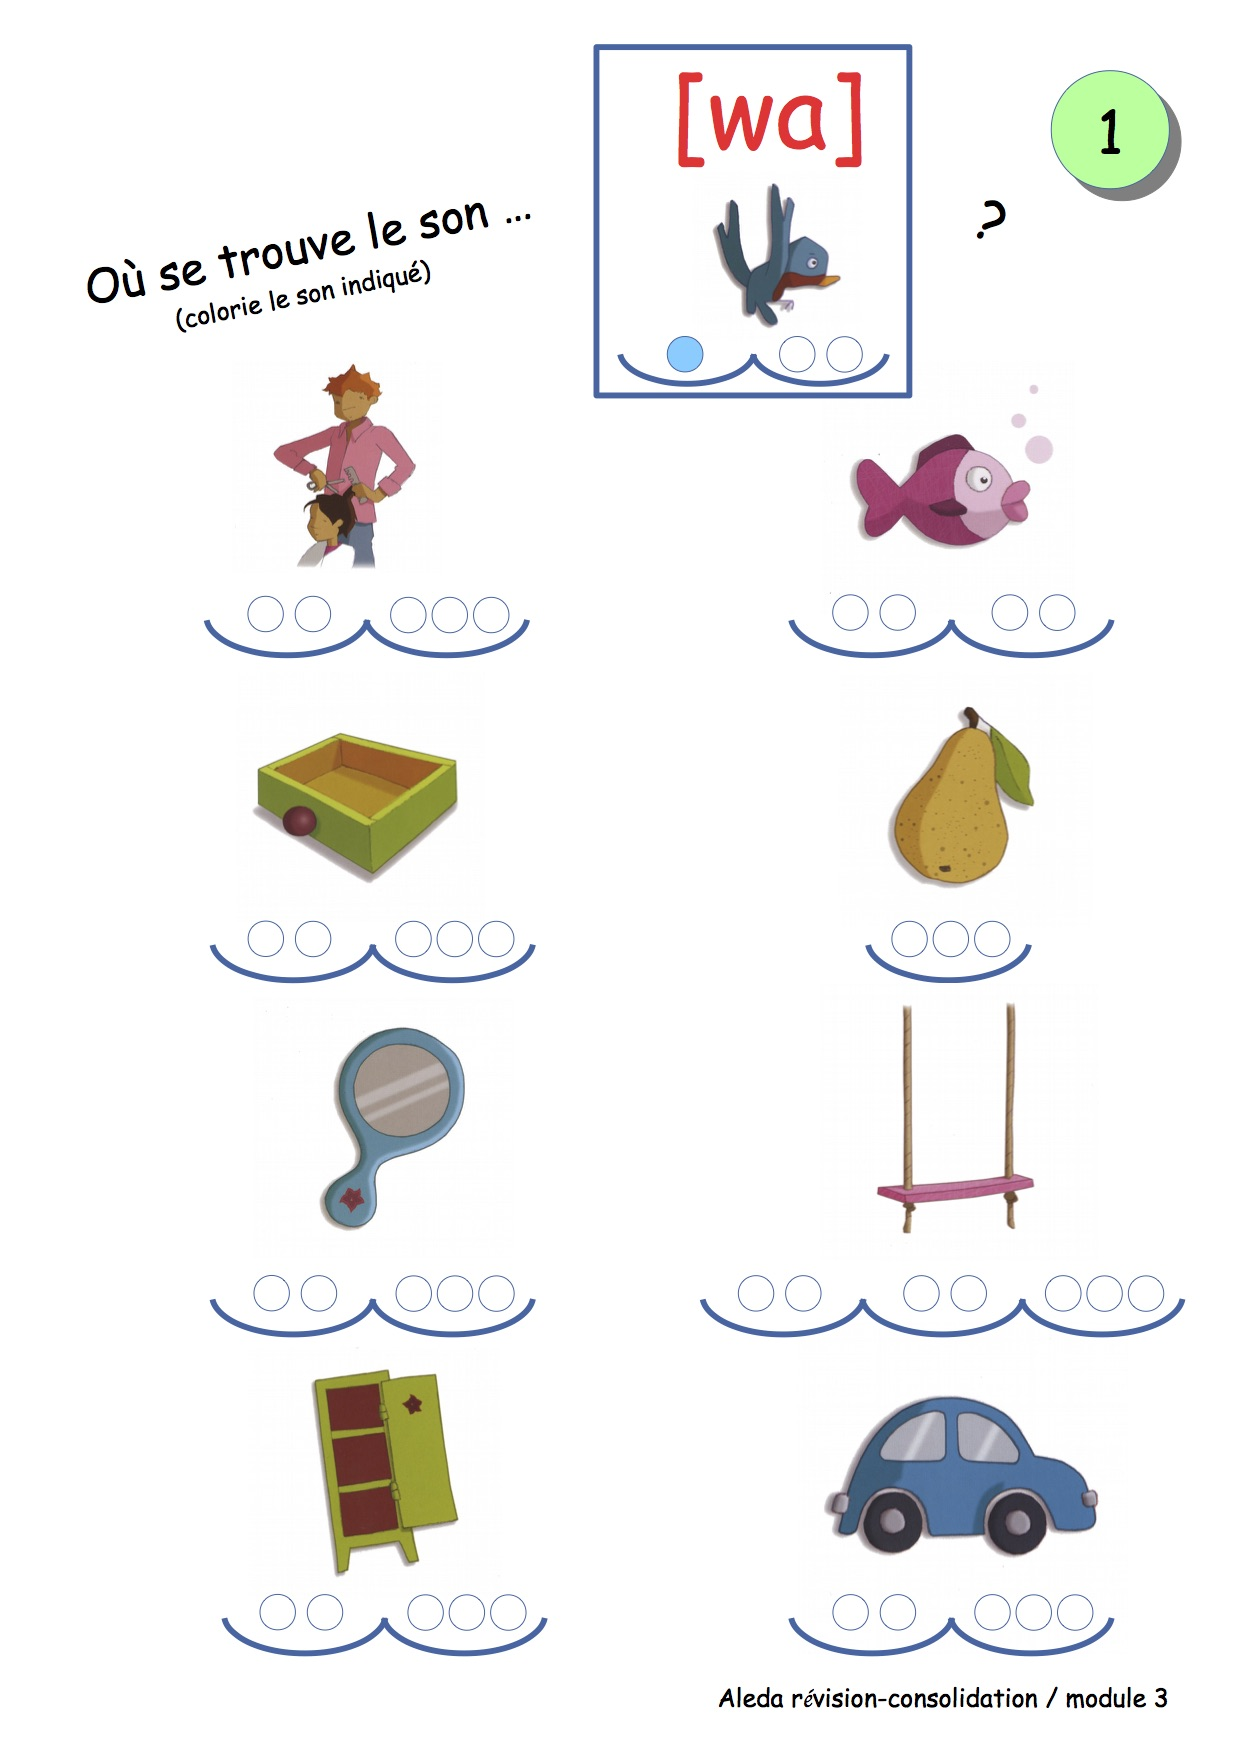 [wa]
1
Où se trouve le son ...
?
(colorie le son indiqué)
Aleda révision-consolidation / module 3